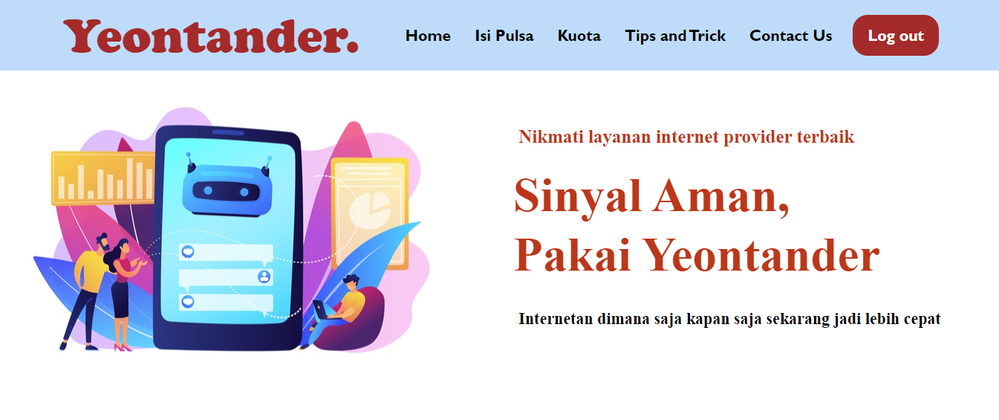 Yeontander.
Home
Isi Pulsa
Kuota
Tips and Trick
Contact Us
Log out
Nikmati layanan internet provider terbaik
Sinyal Aman,
Pakai Yeontander
Internetan dimana saja kapan saja sekarang jadi lebih cepat